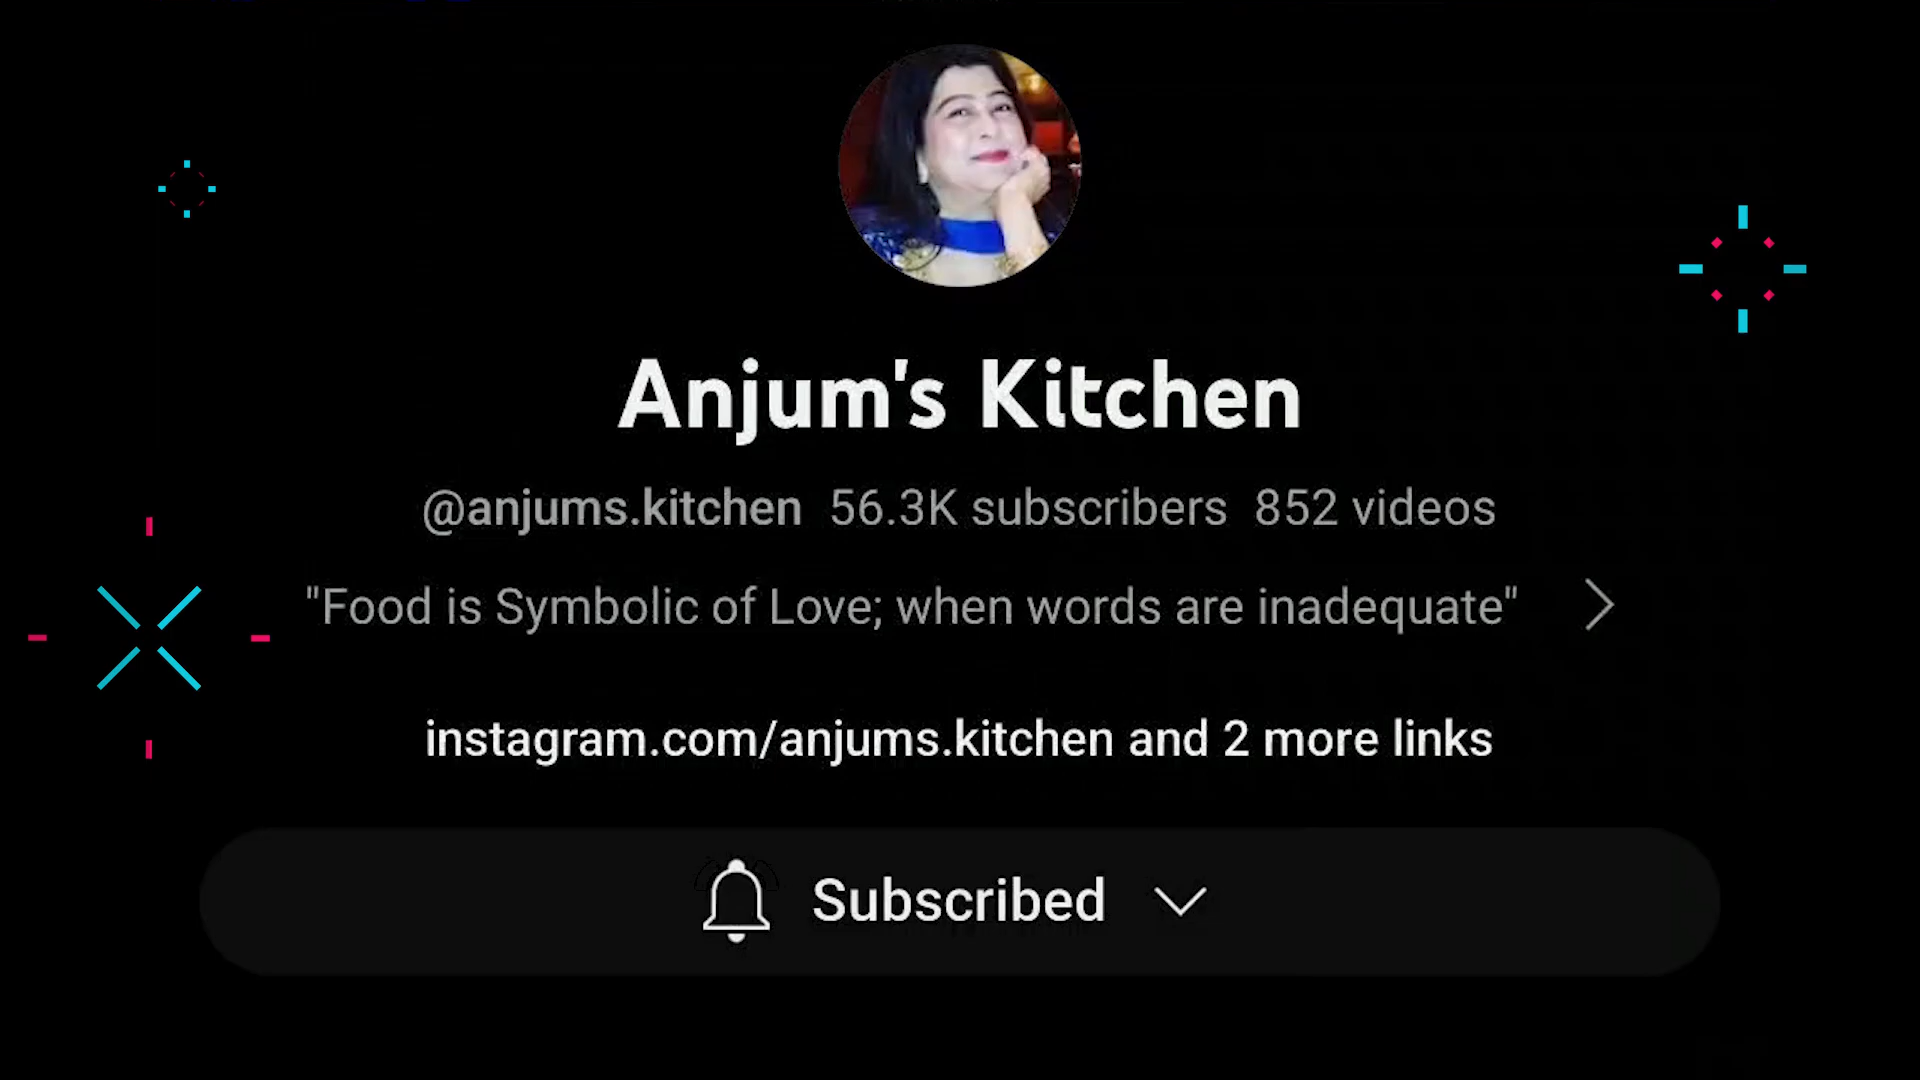 Anjum's Kitchen
@anjums.kitchen 56.3K subscribers 852 videos
"Food is Symbolic of Love; when words are inadequate"
instagram.com/anjums.kitchen and 2 more links
Subscribed